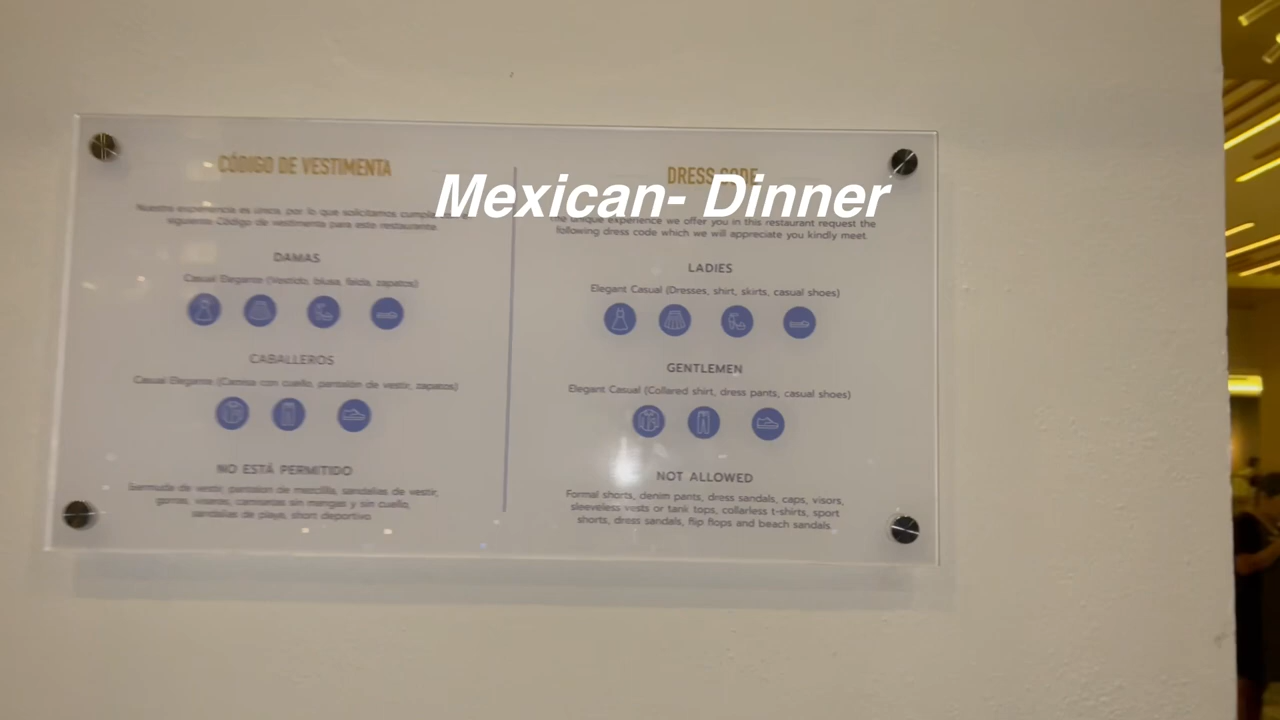 Mexican- Dinner
CÓDIGO DE VESTIMENTA
Nuestra experiencia es única, por lo que solicitamos cumpla
siguiente Código de vestimenta para este restaurante.
DAMAS
Casual Elegante (Vestido, blusa, falda, zapatos)
CABALLEROS
Casual Elegante (Camisa con cuello, pantalón de vestir, zapatos)
NO ESTÁ PERMITIDO
Bermuda de vestir, pantalon de mezclilla, sandalias de vestir,
gorras, viseras, camisetas sin mangas y sin cuello,
sandalias de playa, short deportivo
DRESS CODE
The unique experience we offer you in this restaurant request the
following dress code which we will appreciate you kindly meet.
LADIES
Elegant Casual (Dresses, shirt, skirts, casual shoes)
GENTLEMEN
Elegant Casual (Collared shirt, dress pants, casual shoes)
NOT ALLOWED
Formal shorts, denim pants, dress sandals, caps, visors,
sleeveless vests or tank tops, collarless t-shirts, sport
shorts, dress sandals, flip flops and beach sandals.